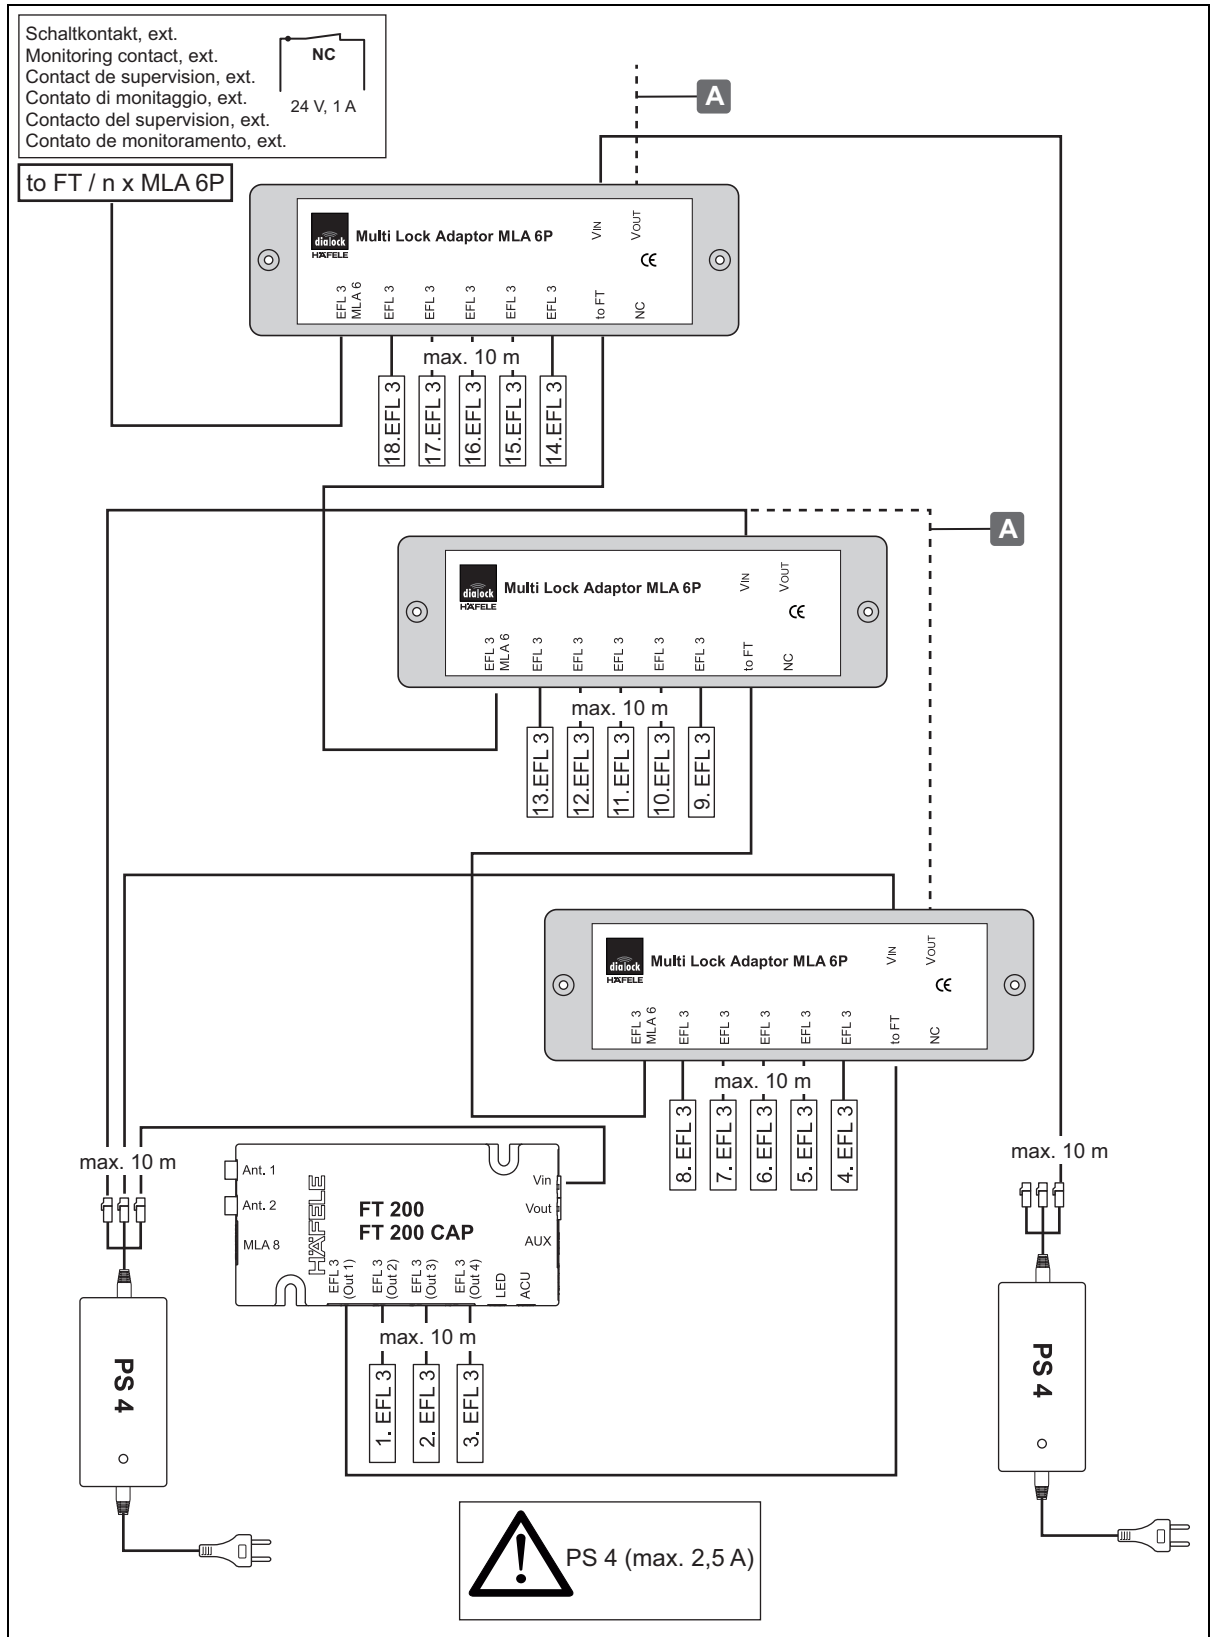 Schaltkontakt, ext.
Monitoring contact, ext.
Contact de supervision, ext.
Contato di monitaggio, ext.
Contacto del supervision, ext.
Contato de monitoramento, ext.
NC
24 V, 1 A
A
to FT / n x MLA 6P
dialock
HÄFELE
Multi Lock Adaptor MLA 6P
VIN
VOUT
CE
EFL 3
MLA 6
EFL 3
EFL 3
EFL 3
EFL 3
EFL 3
to FT
NC
max. 10 m
18.EFL 3
17.EFL 3
16.EFL 3
15.EFL 3
14.EFL 3
A
dialock
HÄFELE
Multi Lock Adaptor MLA 6P
VIN
VOUT
CE
EFL 3
MLA 6
EFL 3
EFL 3
EFL 3
EFL 3
EFL 3
to FT
NC
max. 10 m
13.EFL 3
12.EFL 3
11.EFL 3
10.EFL 3
9. EFL 3
dialock
HÄFELE
Multi Lock Adaptor MLA 6P
VIN
VOUT
CE
EFL 3
MLA 6
EFL 3
EFL 3
EFL 3
EFL 3
EFL 3
to FT
NC
max. 10 m
8. EFL 3
7. EFL 3
6. EFL 3
5. EFL 3
4. EFL 3
max. 10 m
max. 10 m
Ant. 1
Ant. 2
MLA 8
HÄFELE
FT 200
FT 200 CAP
Vin
Vout
AUX
EFL 3
(Out 1)
EFL 3
(Out 2)
EFL 3
(Out 3)
EFL 3
(Out 4)
LED
ACU
max. 10 m
1. EFL 3
2. EFL 3
3. EFL 3
PS 4
PS 4
PS 4 (max. 2,5 A)